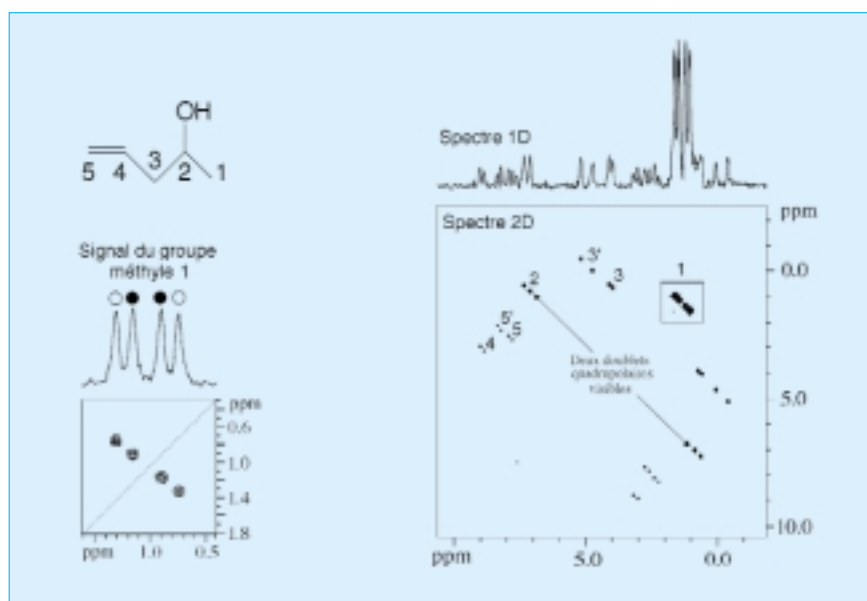 OH
3
5 4 2 1
Signal du groupe
méthyle 1
ppm
0.6
1.0
1.4
1.8
ppm 1.0 0.5
Spectre 1D
Spectre 2D
ppm
3'
2
3
1
0.0
5'
5
4
Deux doublets
quadrupolaires
visibles
5.0
10.0
ppm 5.0 0.0